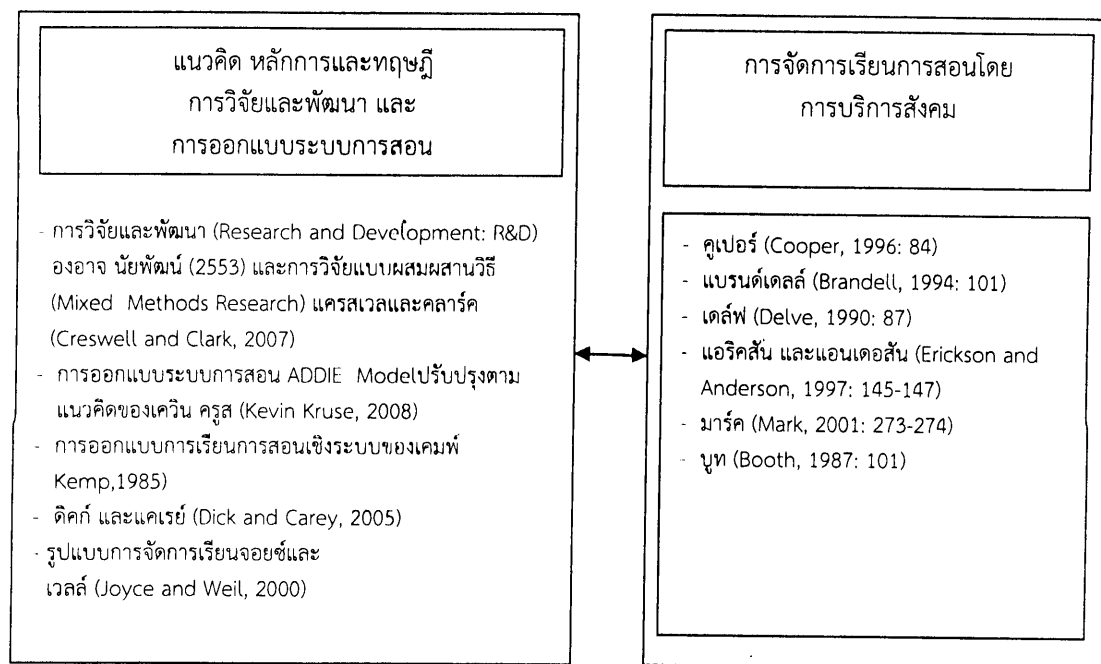 แนวคิด หลักการและทฤษฎี
การวิจัยและพัฒนา และ
การออกแบบระบบการสอน
- การวิจัยและพัฒนา (Research and Development: R&D)
องอาจ นัยพัฒน์ (2553) และการวิจัยแบบผสมผสานวิธี
(Mixed Methods Research) แครสเวลและคลาร์ค
(Creswell and Clark, 2007)
- การออกแบบระบบการสอน ADDIE Modelปรับปรุงตาม
แนวคิดของเควิน ครูส (Kevin Kruse, 2008)
- การออกแบบการเรียนการสอนเชิงระบบของเคมพ์
Kemp,1985)
- ดิคก์ และแคเรย์ (Dick and Carey, 2005)
- รูปแบบการจัดการเรียนจอยซ์และ
เวลล์ (Joyce and Weil, 2000)
การจัดการเรียนการสอนโดย
การบริการสังคม
- คูเปอร์ (Cooper, 1996: 84)
- แบรนด์เดลล์ (Brandell, 1994: 101)
- เดล์ฟ (Delve, 1990: 87)
- แอริคสัน และแอนเดอสัน (Erickson and
Anderson, 1997: 145-147)
- มาร์ค (Mark, 2001: 273-274)
- บูท (Booth, 1987: 101)